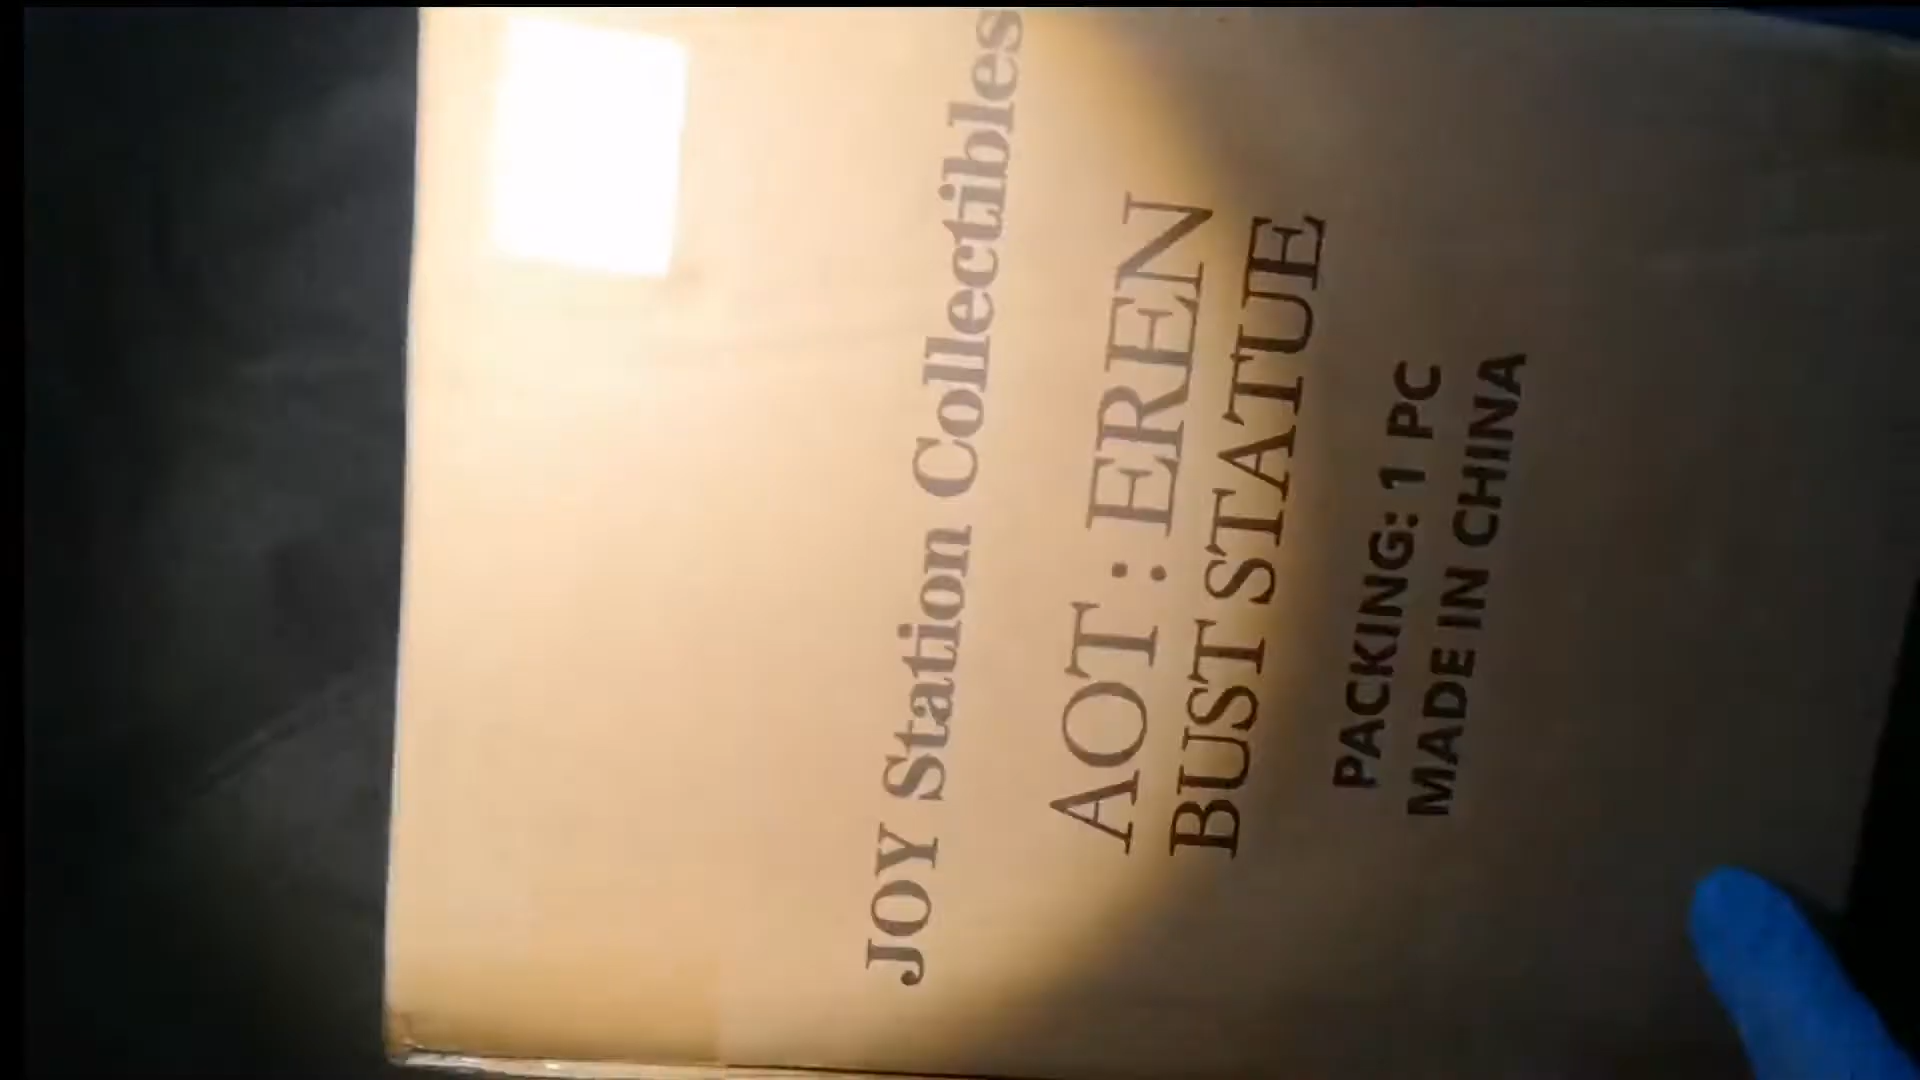 JOY Station Collectibles
AOT : EREN
BUST STATUE
PACKING: 1 PC
MADE IN CHINA